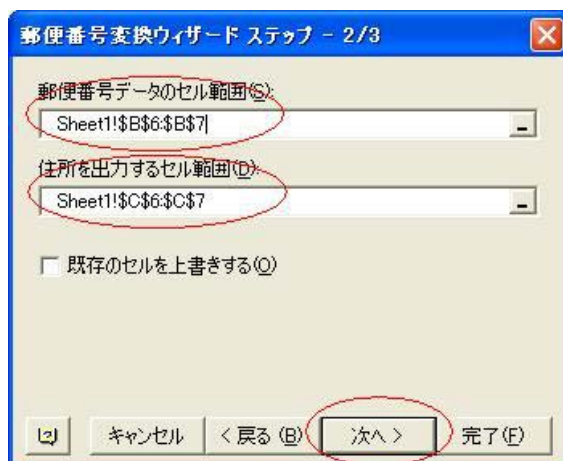 郵便番号変換ウィザード ステップ - 2/3
郵便番号データのセル範囲(S):
Sheet1!$B$6:$B$7
住所を出力するセル範囲(D):
Sheet1!$C$6:$C$7
既存のセルを上書きする(O)
キャンセル < 戻る (B) 次へ > 完了(F)